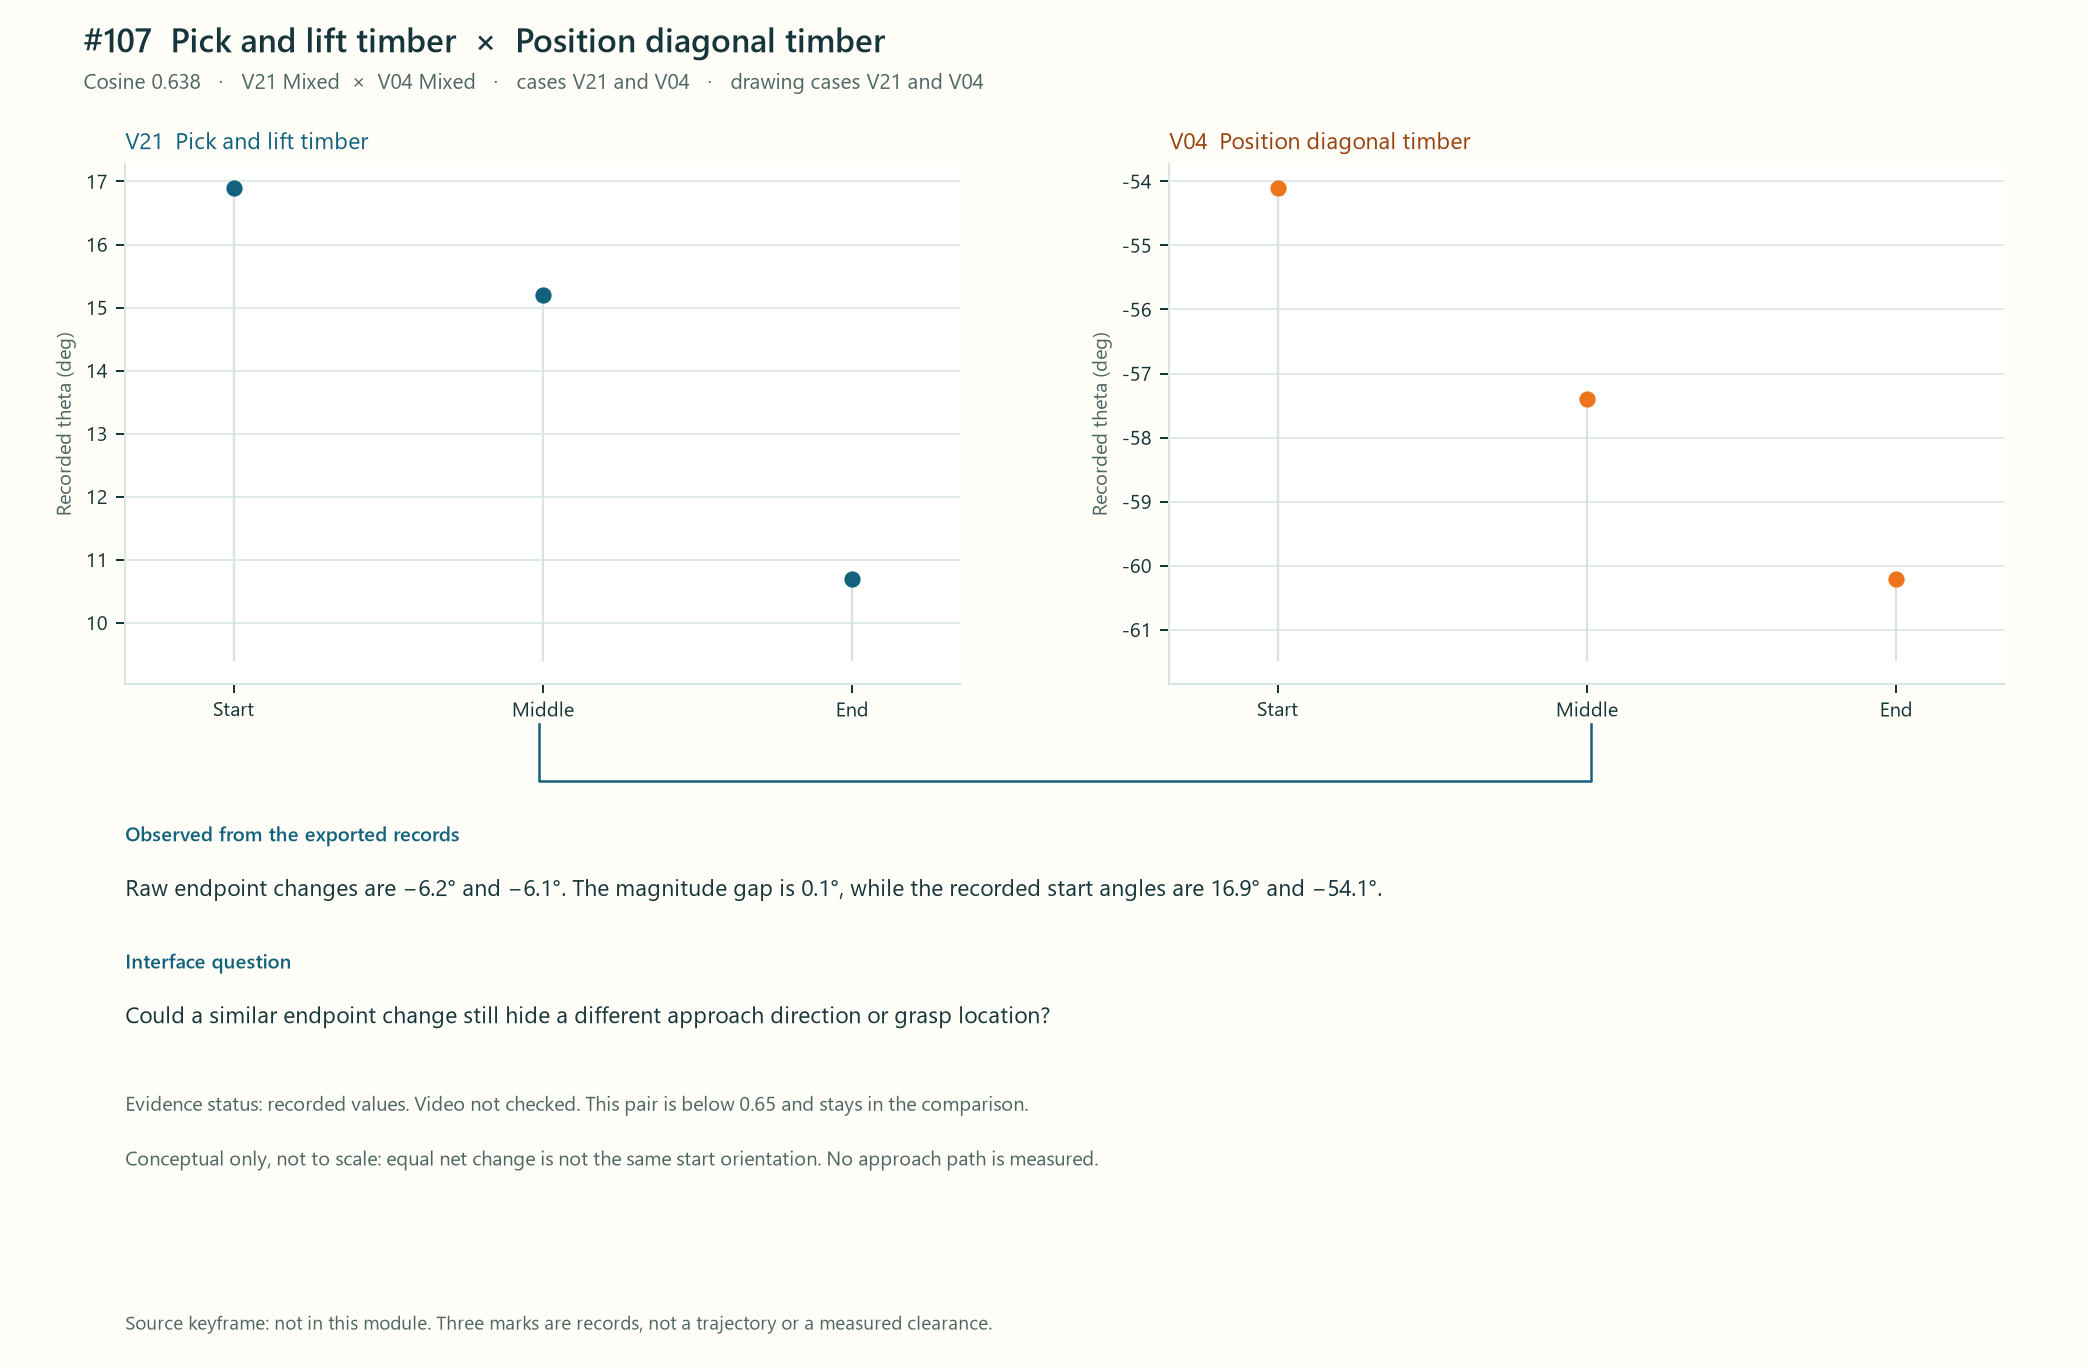 #107 Pick and lift timber × Position diagonal timber
Cosine 0.638 · V21 Mixed × V04 Mixed · cases V21 and V04 · drawing cases V21 and V04
V21 Pick and lift timber
Recorded theta (deg)
17
16
15
14
13
12
11
10
Start Middle End
V04 Position diagonal timber
Recorded theta (deg)
-54
-55
-56
-57
-58
-59
-60
-61
Start Middle End
Observed from the exported records
Raw endpoint changes are −6.2° and −6.1°. The magnitude gap is 0.1°, while the recorded start angles are 16.9° and −54.1°.
Interface question
Could a similar endpoint change still hide a different approach direction or grasp location?
Evidence status: recorded values. Video not checked. This pair is below 0.65 and stays in the comparison.
Conceptual only, not to scale: equal net change is not the same start orientation. No approach path is measured.
Source keyframe: not in this module. Three marks are records, not a trajectory or a measured clearance.